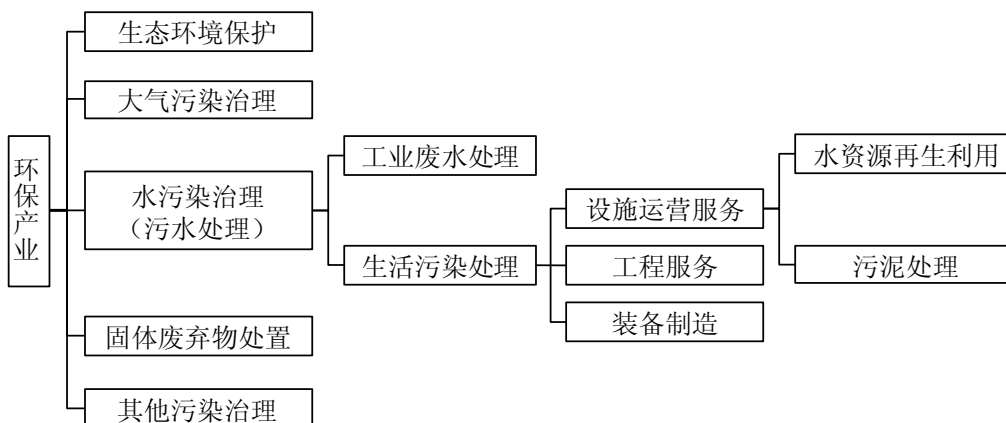 环保产业
生态环境保护
大气污染治理
水污染治理
（污水处理）
固体废弃物处置
其他污染治理
工业废水处理
生活污染处理
设施运营服务
工程服务
装备制造
水资源再生利用
污泥处理